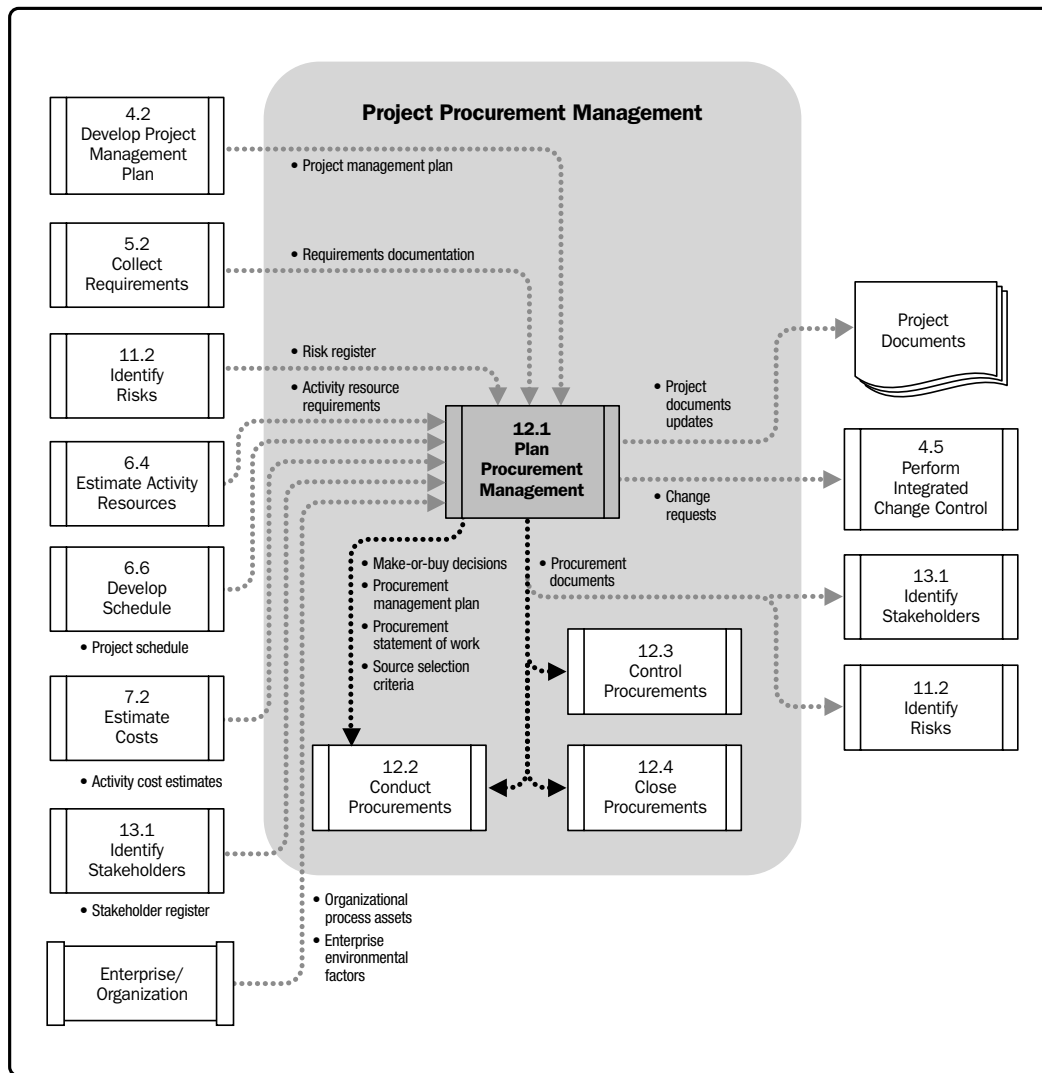 Project Procurement Management
4.2
Develop Project
Management
Plan
• Project management plan
5.2
Collect
Requirements
• Requirements documentation
11.2
Identify
Risks
• Risk register
• Activity resource
requirements
6.4
Estimate Activity
Resources
6.6
Develop
Schedule
• Project schedule
7.2
Estimate
Costs
• Activity cost estimates
13.1
Identify
Stakeholders
• Stakeholder register
Enterprise/
Organization
• Organizational
process assets
• Enterprise
environmental
factors
12.1
Plan
Procurement
Management
• Make-or-buy decisions
• Procurement
management plan
• Procurement
statement of work
• Source selection
criteria
• Procurement
documents
12.2
Conduct
Procurements
12.3
Control
Procurements
12.4
Close
Procurements
• Project
documents
updates
• Change
requests
Project
Documents
4.5
Perform
Integrated
Change Control
13.1
Identify
Stakeholders
11.2
Identify
Risks